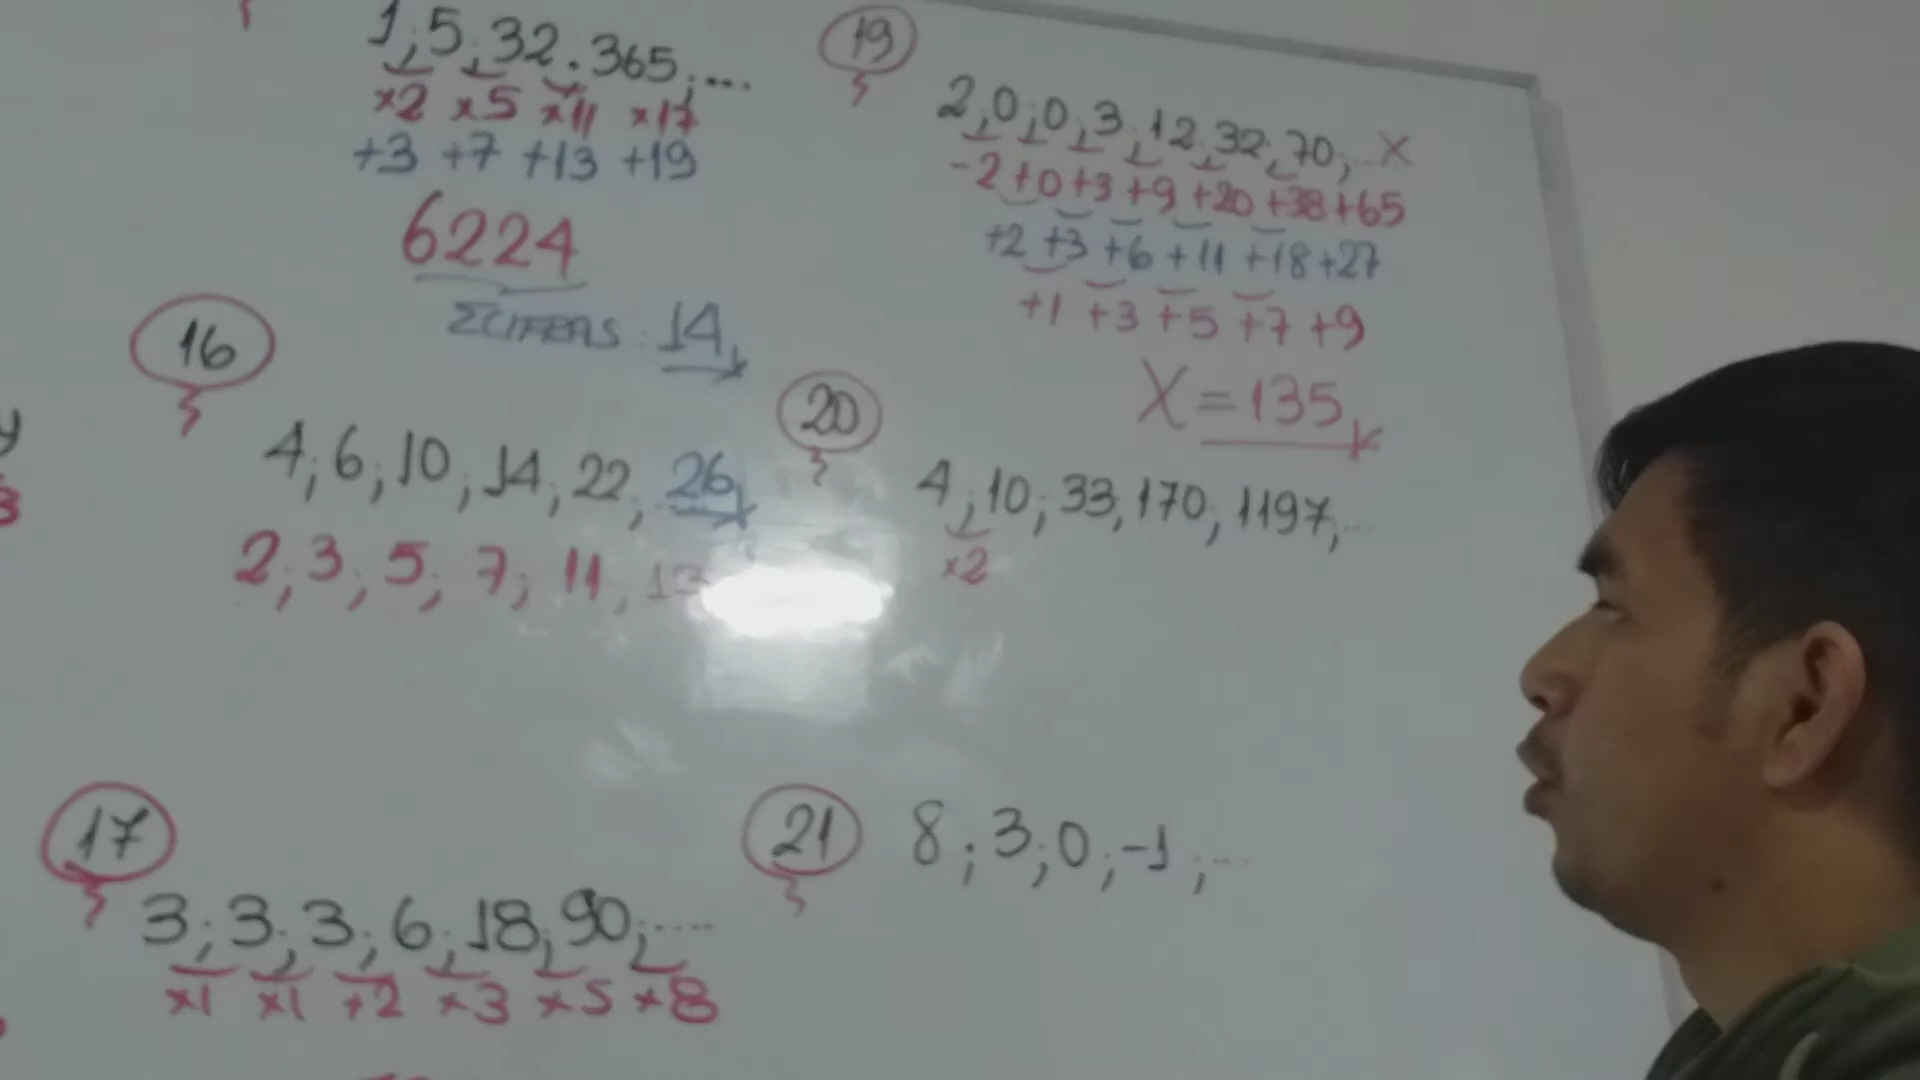 1,5,32.365,...
×2 ×5 ×11 ×17
+3 +7 +13 +19
6224
ΣCIFRAS: 14
16
4; 6; 10; 14; 22; 26
2; 3; 5; 7; 11, 13
17
3; 3; 3; 6; 18; 90;....
×1 ×1 ×2 ×3 ×5 ×8
19
2,0,0,3,12,32,70,..X
-2+0+3+9+20+38+65
+2+3+6+11+18+27
+1+3+5+7+9
X=135
20
4;10;33,170;1197,...
×2
21
8;3;0;-1;...
y
3